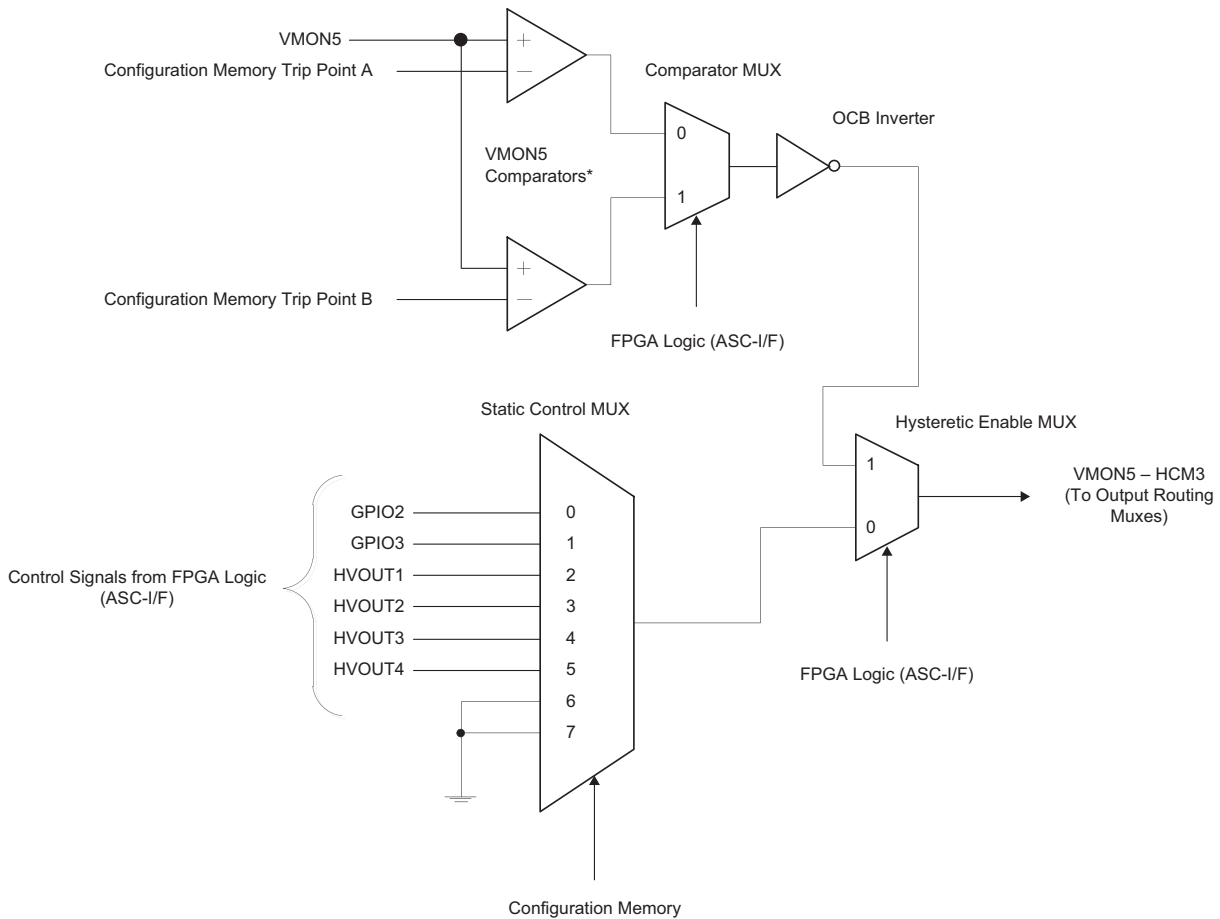 VMON5
Configuration Memory Trip Point A
+
−
Comparator MUX
OCB Inverter
0
1
VMON5
Comparators*
+
−
Configuration Memory Trip Point B
FPGA Logic (ASC-I/F)
Static Control MUX
Hysteretic Enable MUX
1
0
VMON5 – HCM3
(To Output Routing
Muxes)
Control Signals from FPGA Logic
(ASC-I/F)
GPIO2
0
GPIO3
1
HVOUT1
2
HVOUT2
3
HVOUT3
4
HVOUT4
5
6
7
FPGA Logic (ASC-I/F)
Configuration Memory